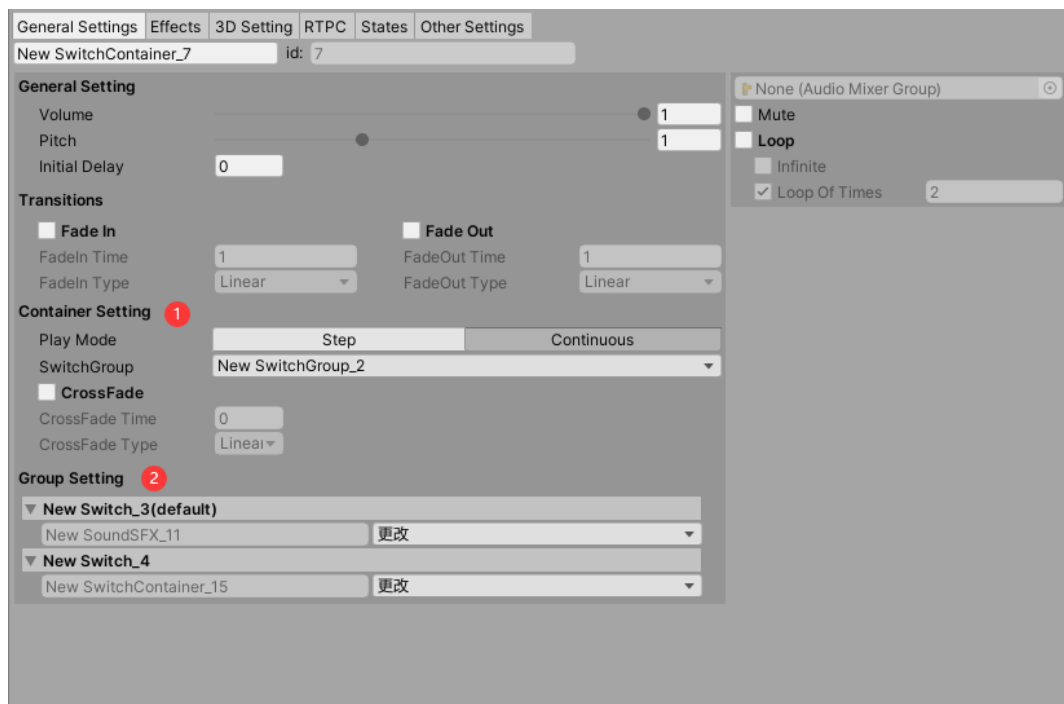 General Settings Effects 3D Setting RTPC States Other Settings
New SwitchContainer_7 id: 7
General Setting
Volume 1
Pitch 1
Initial Delay 0
Transitions
Fade In Fade Out
FadeIn Time 1 FadeOut Time 1
FadeIn Type Linear FadeOut Type Linear
Container Setting 1
Play Mode Step Continuous
SwitchGroup New SwitchGroup_2
CrossFade
CrossFade Time 0
CrossFade Type Linear
Group Setting 2
New Switch_3(default)
New SoundSFX_11 更改
New Switch_4
New SwitchContainer_15 更改
None (Audio Mixer Group)
Mute
Loop
Infinite
Loop Of Times 2